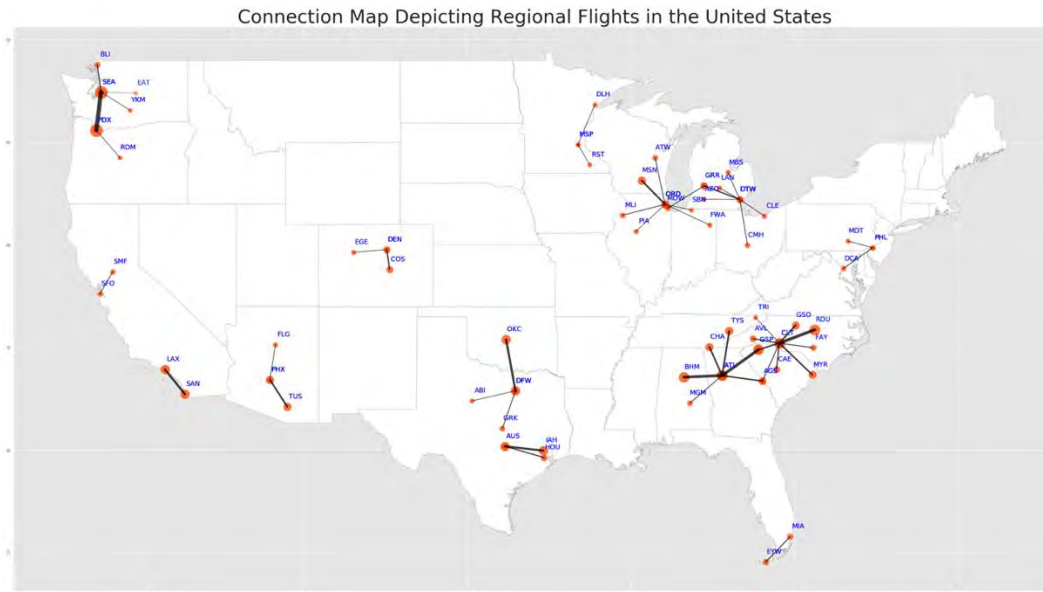 Connection Map Depicting Regional Flights in the United States
BLI
SEA
EAT
YKM
PDX
RDM
DLH
MSP
RST
ATW
MSN
ORD
MDW
MLI
PIA
GRR
MBS
LAN
AZO
DTW
SBN
FWA
CLE
CMH
MDT
PHL
DCA
EGE
DEN
COS
SMF
SFO
FLG
PHX
TUS
LAX
SAN
OKC
DFW
ABI
GRK
AUS
IAH
HOU
TRI
TYS
CHA
AVL
GSP
CLT
GSO
RDU
FAY
BHM
ATL
AGS
CAE
MYR
MGM
MIA
EYW